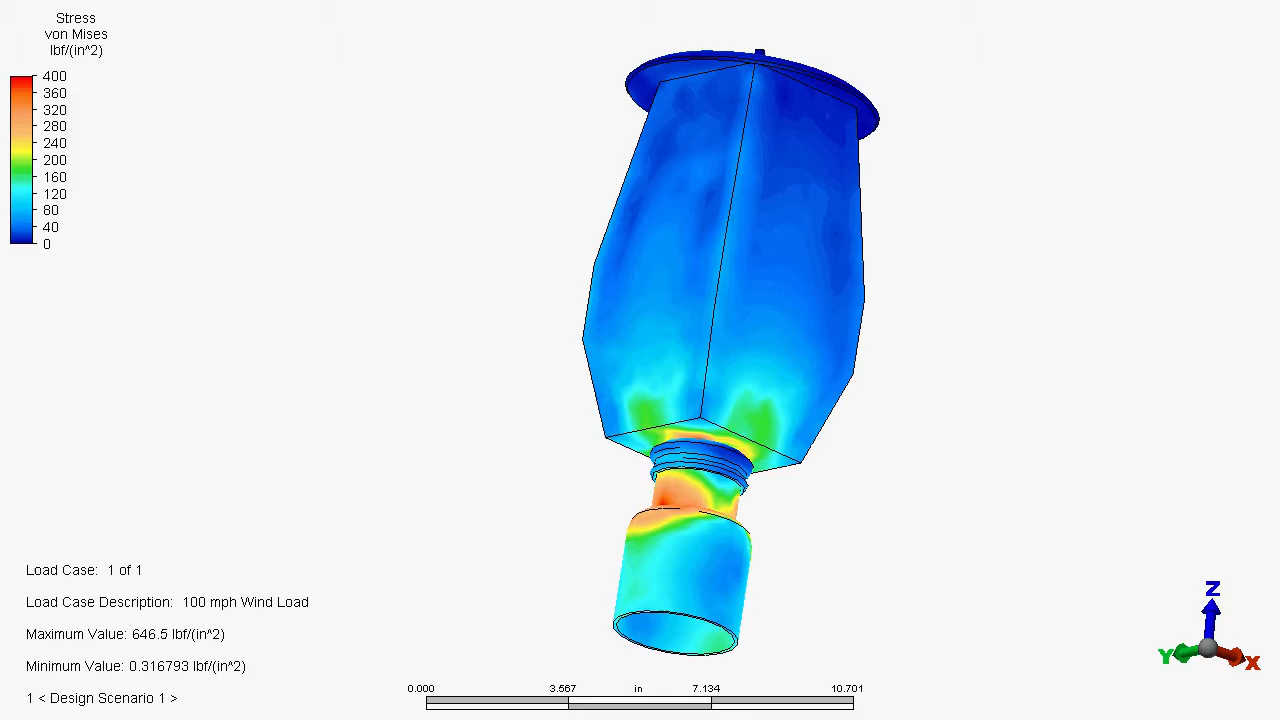 Stress
von Mises
lbf/(in^2)
400
360
320
280
240
200
160
120
80
40
0
Load Case: 1 of 1
Load Case Description: 100 mph Wind Load
Maximum Value: 646.5 lbf/(in^2)
Minimum Value: 0.316793 lbf/(in^2)
1 < Design Scenario 1 >
0.000 3.567 in 7.134 10.701
Z
Y
X